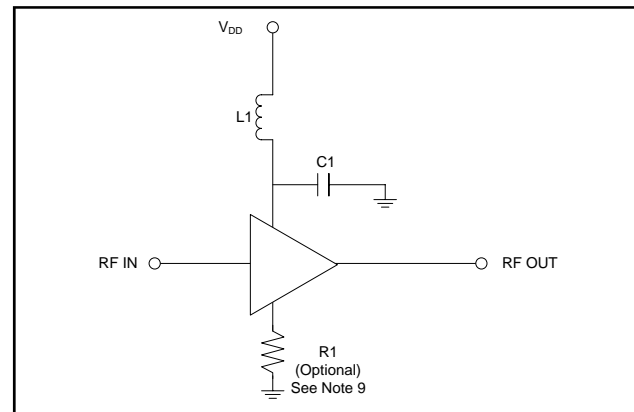 VDD
L1
C1
RF IN
RF OUT
R1
(Optional)
See Note 9